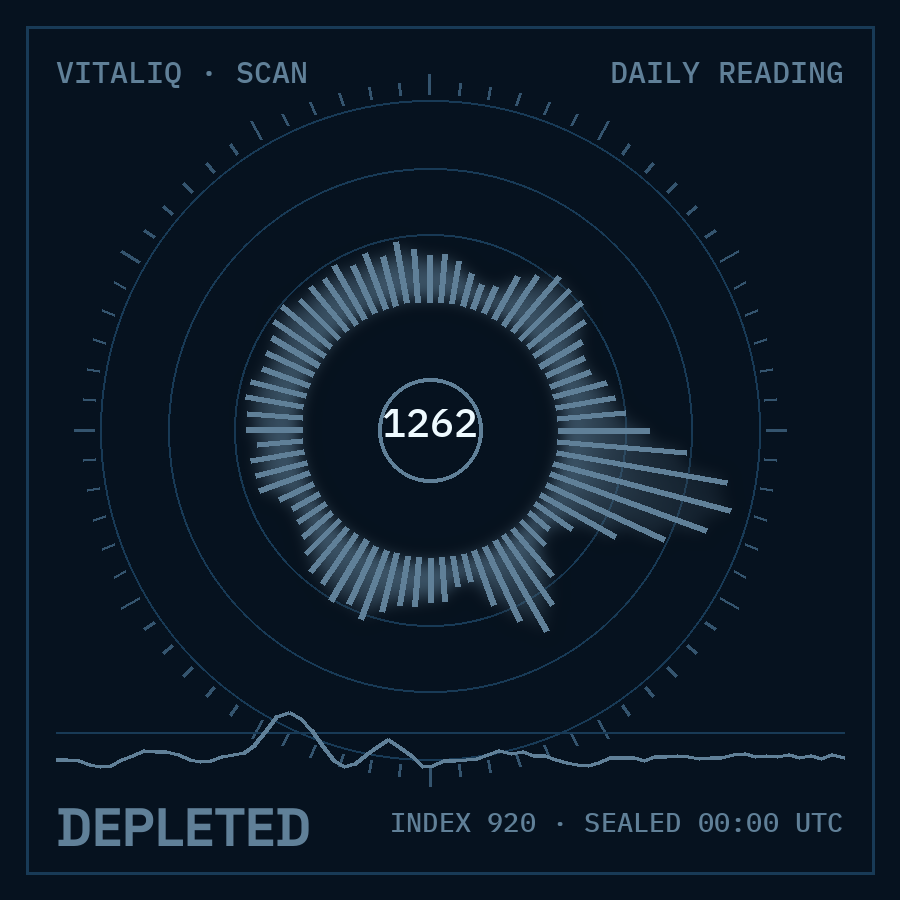 VITALIQ · SCAN
DAILY READING
1262
DEPLETED
INDEX 920 · SEALED 00:00 UTC